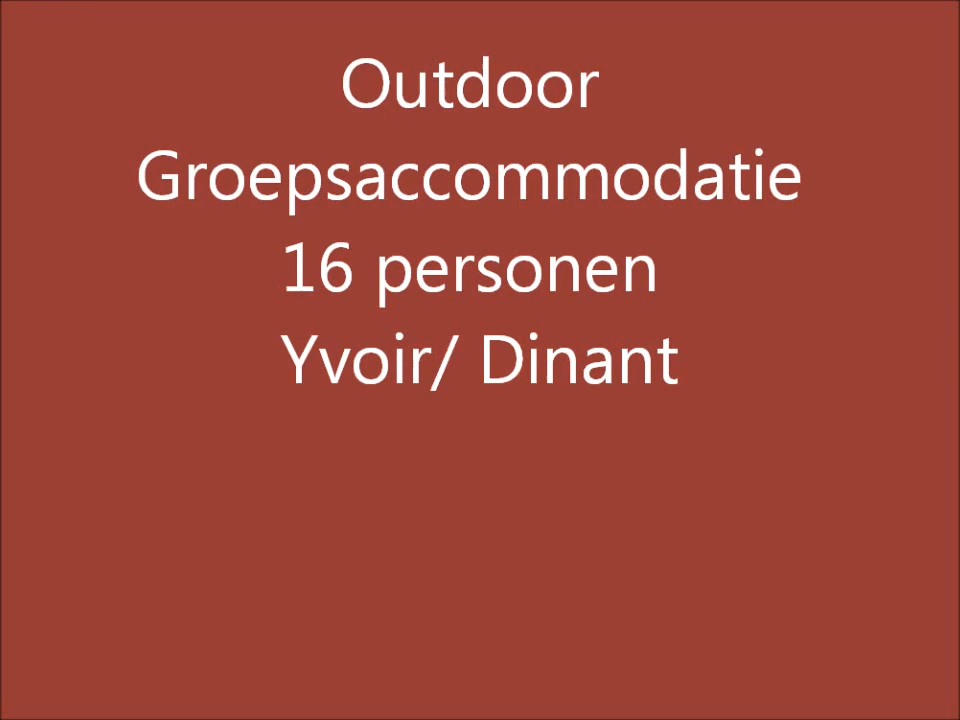 Outdoor
Groepsaccommodatie
16 personen
Yvoir/ Dinant